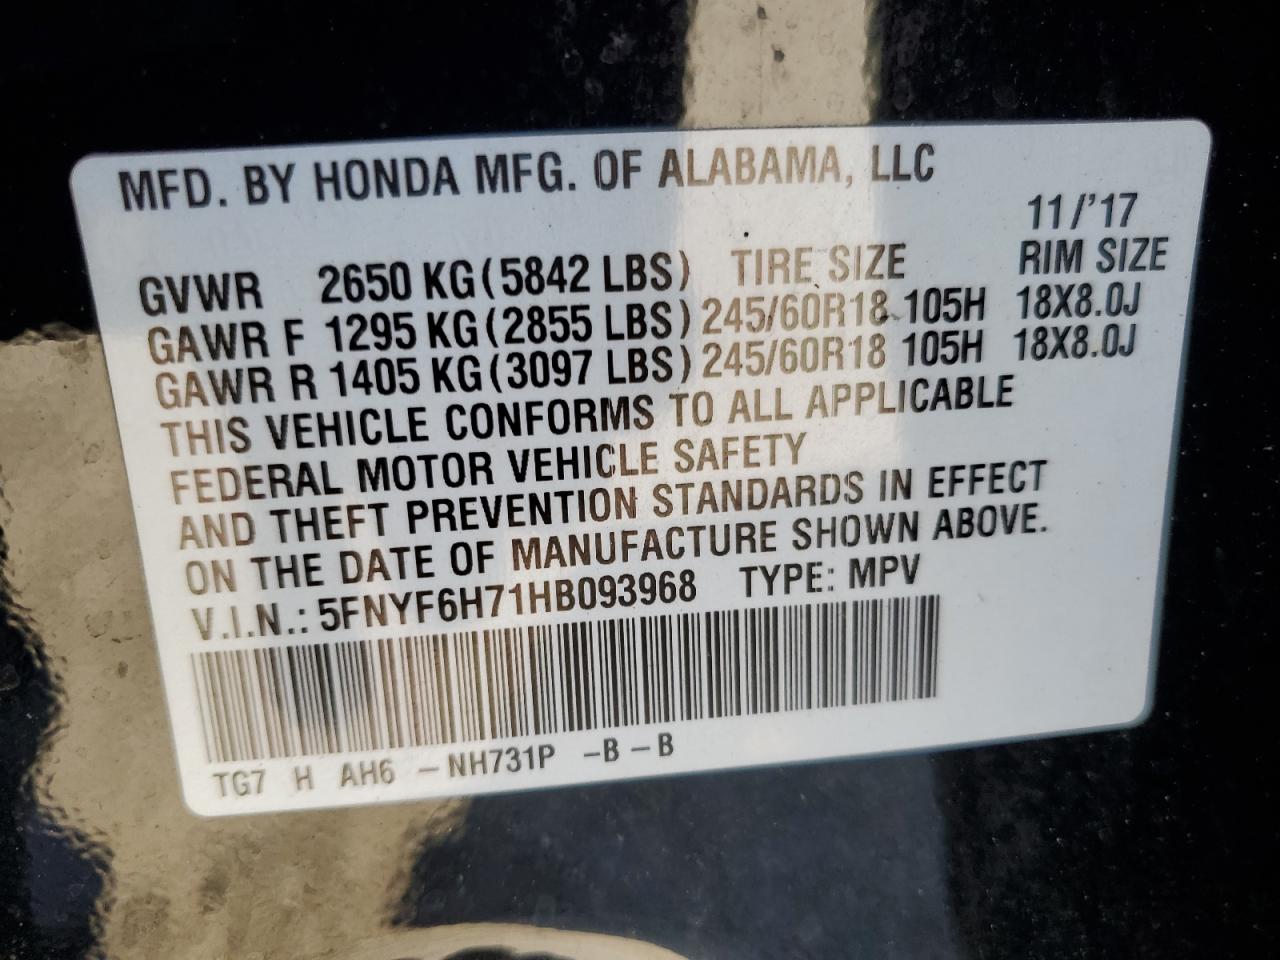 MFD. BY HONDA MFG. OF ALABAMA, LLC
11/'17
GVWR 2650 KG (5842 LBS) TIRE SIZE RIM SIZE
GAWR F 1295 KG (2855 LBS) 245/60R18 105H 18X8.0J
GAWR R 1405 KG (3097 LBS) 245/60R18 105H 18X8.0J
THIS VEHICLE CONFORMS TO ALL APPLICABLE
FEDERAL MOTOR VEHICLE SAFETY
AND THEFT PREVENTION STANDARDS IN EFFECT
ON THE DATE OF MANUFACTURE SHOWN ABOVE.
V.I.N.: 5FNYF6H71HB093968 TYPE: MPV
TG7 H AH6 -NH731P -B-B